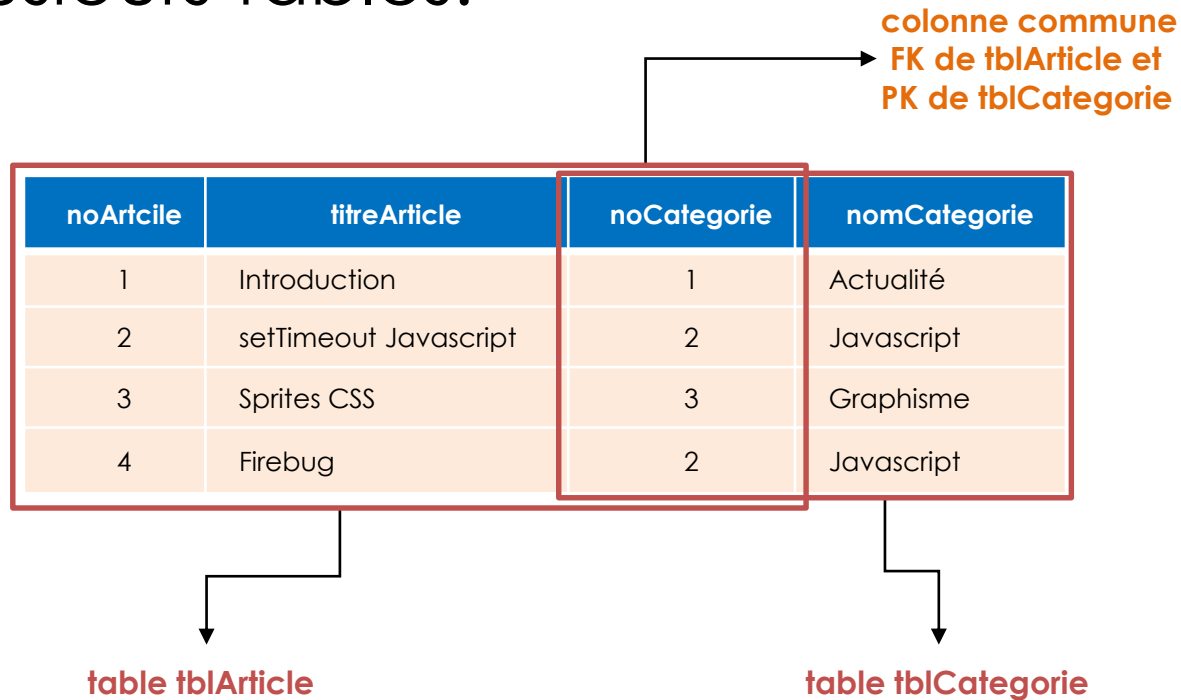 colonne commune
FK de tblArticle et
PK de tblCategorie
noArtcile titreArticle noCategorie nomCategorie
1 Introduction 1 Actualité
2 setTimeout Javascript 2 Javascript
3 Sprites CSS 3 Graphisme
4 Firebug 2 Javascript
table tblArticle table tblCategorie